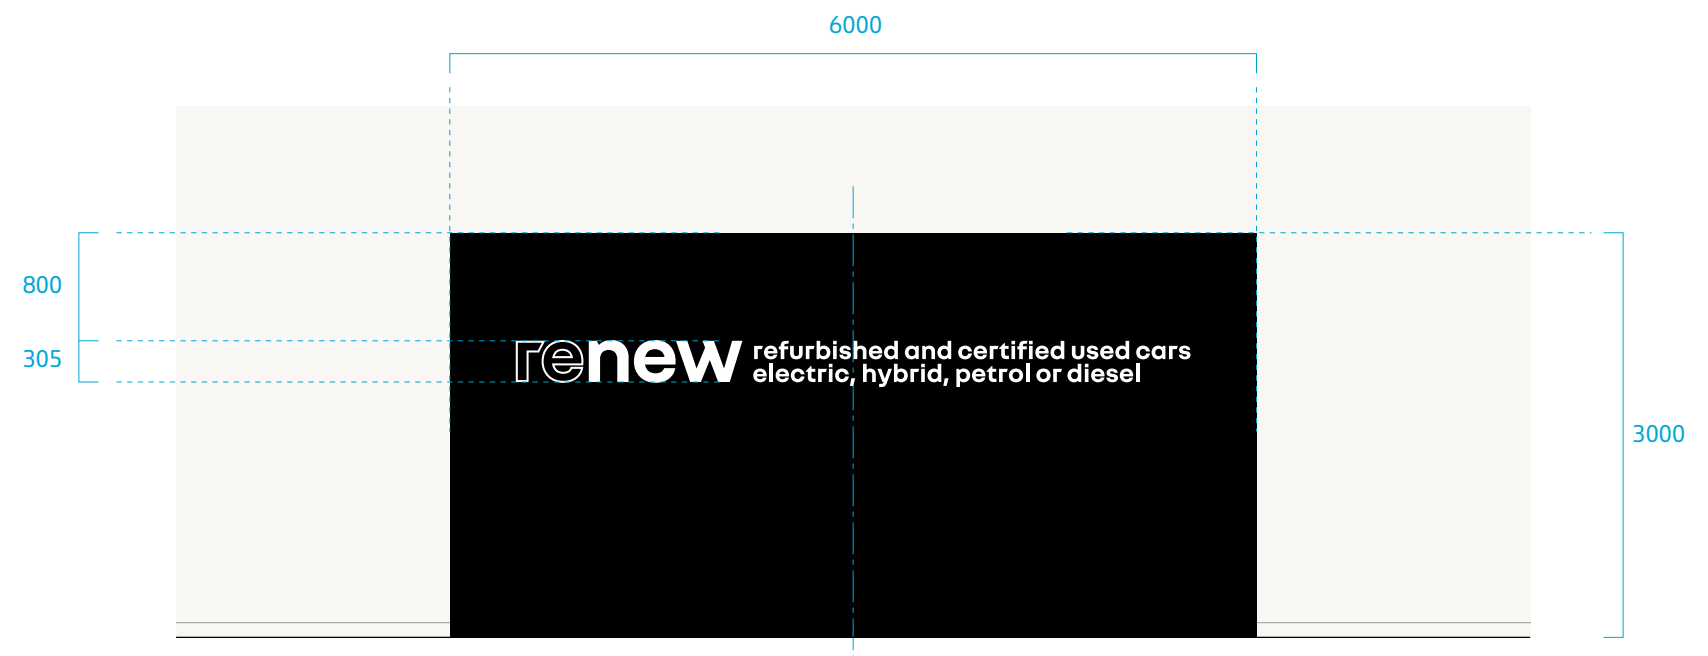 6000
800
305
renew
refurbished and certified used cars
electric, hybrid, petrol or diesel
3000